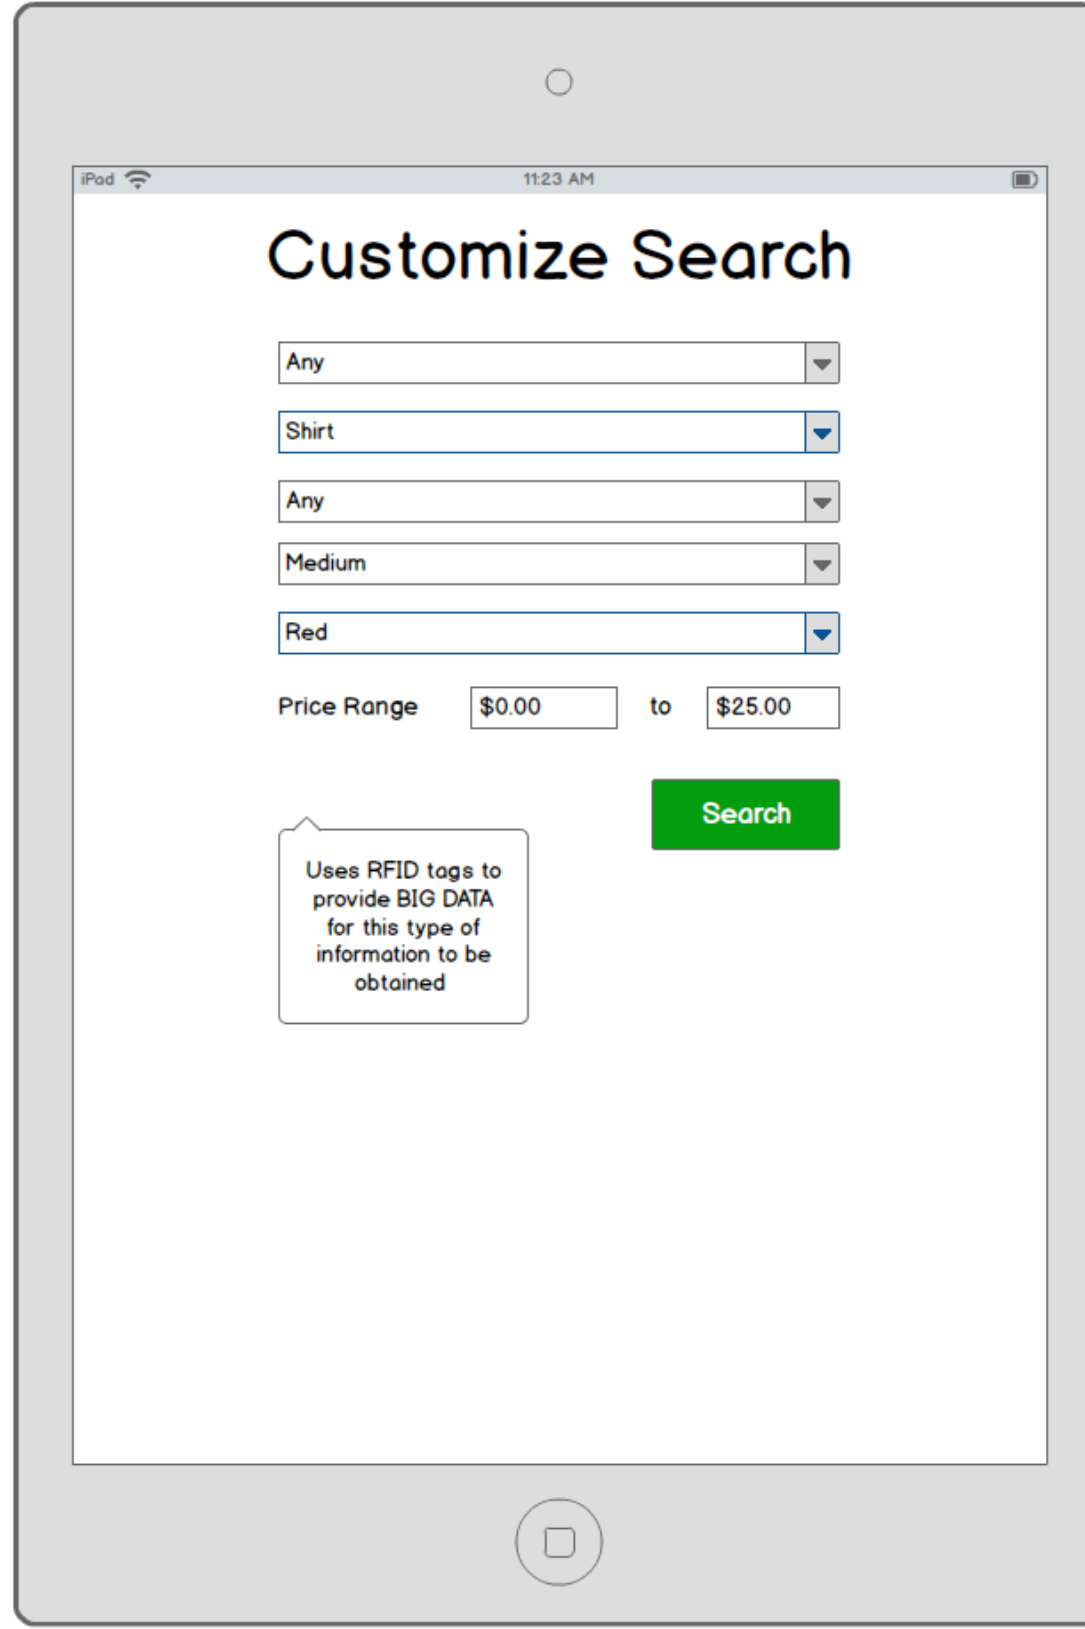 iPad 11:23 AM
Customize Search
Any
Shirt
Any
Medium
Red
Price Range $0.00 to $25.00
Search
Uses RFID tags to
provide BIG DATA
for this type of
information to be
obtained